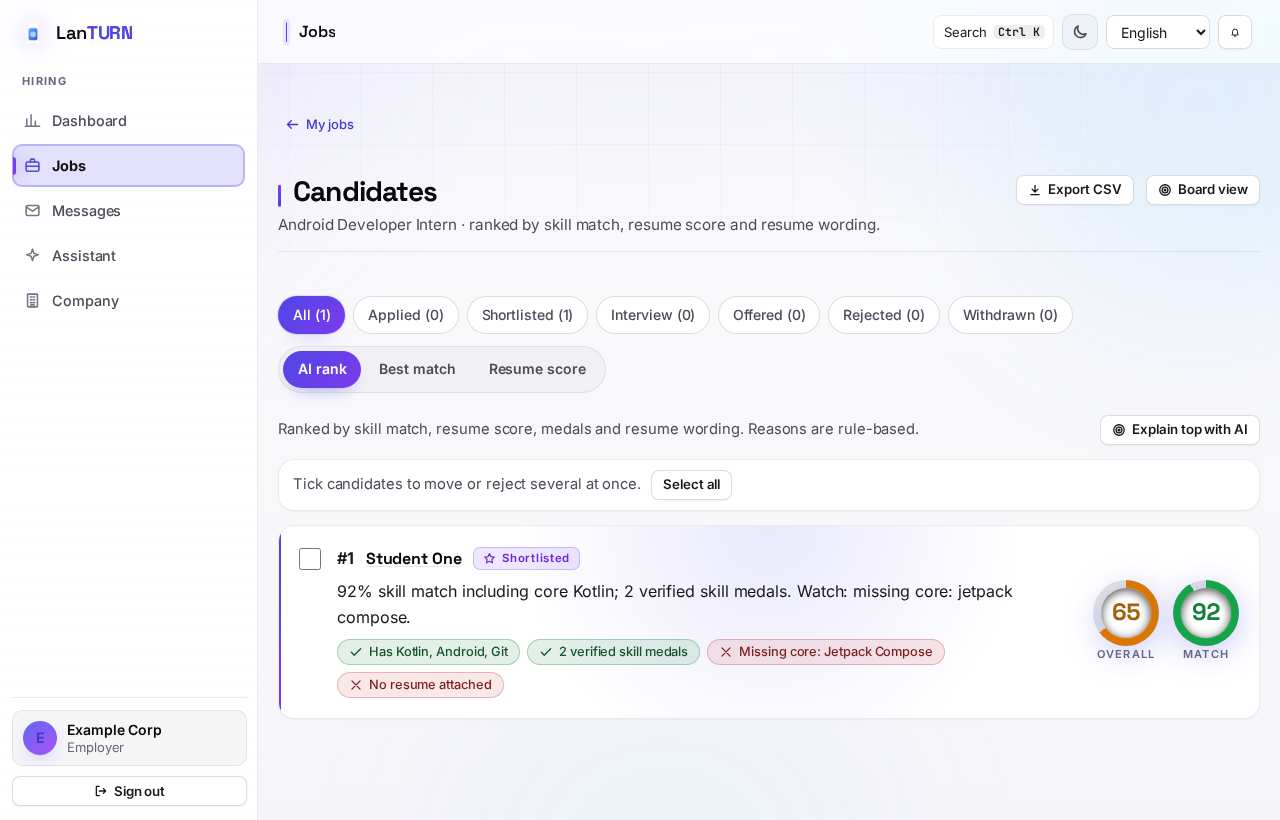 LanTURN
HIRING
Dashboard
Jobs
Messages
Assistant
Company
Example Corp
E
Employer
Sign out
Jobs
Search Ctrl K
English
My jobs
Candidates
Export CSV
Board view
Android Developer Intern · ranked by skill match, resume score and resume wording.
All (1)
Applied (0)
Shortlisted (1)
Interview (0)
Offered (0)
Rejected (0)
Withdrawn (0)
AI rank
Best match
Resume score
Ranked by skill match, resume score, medals and resume wording. Reasons are rule-based.
Explain top with AI
Tick candidates to move or reject several at once.
Select all
#1 Student One
Shortlisted
92% skill match including core Kotlin; 2 verified skill medals. Watch: missing core: jetpack
compose.
Has Kotlin, Android, Git
2 verified skill medals
Missing core: Jetpack Compose
No resume attached
65
OVERALL
92
MATCH